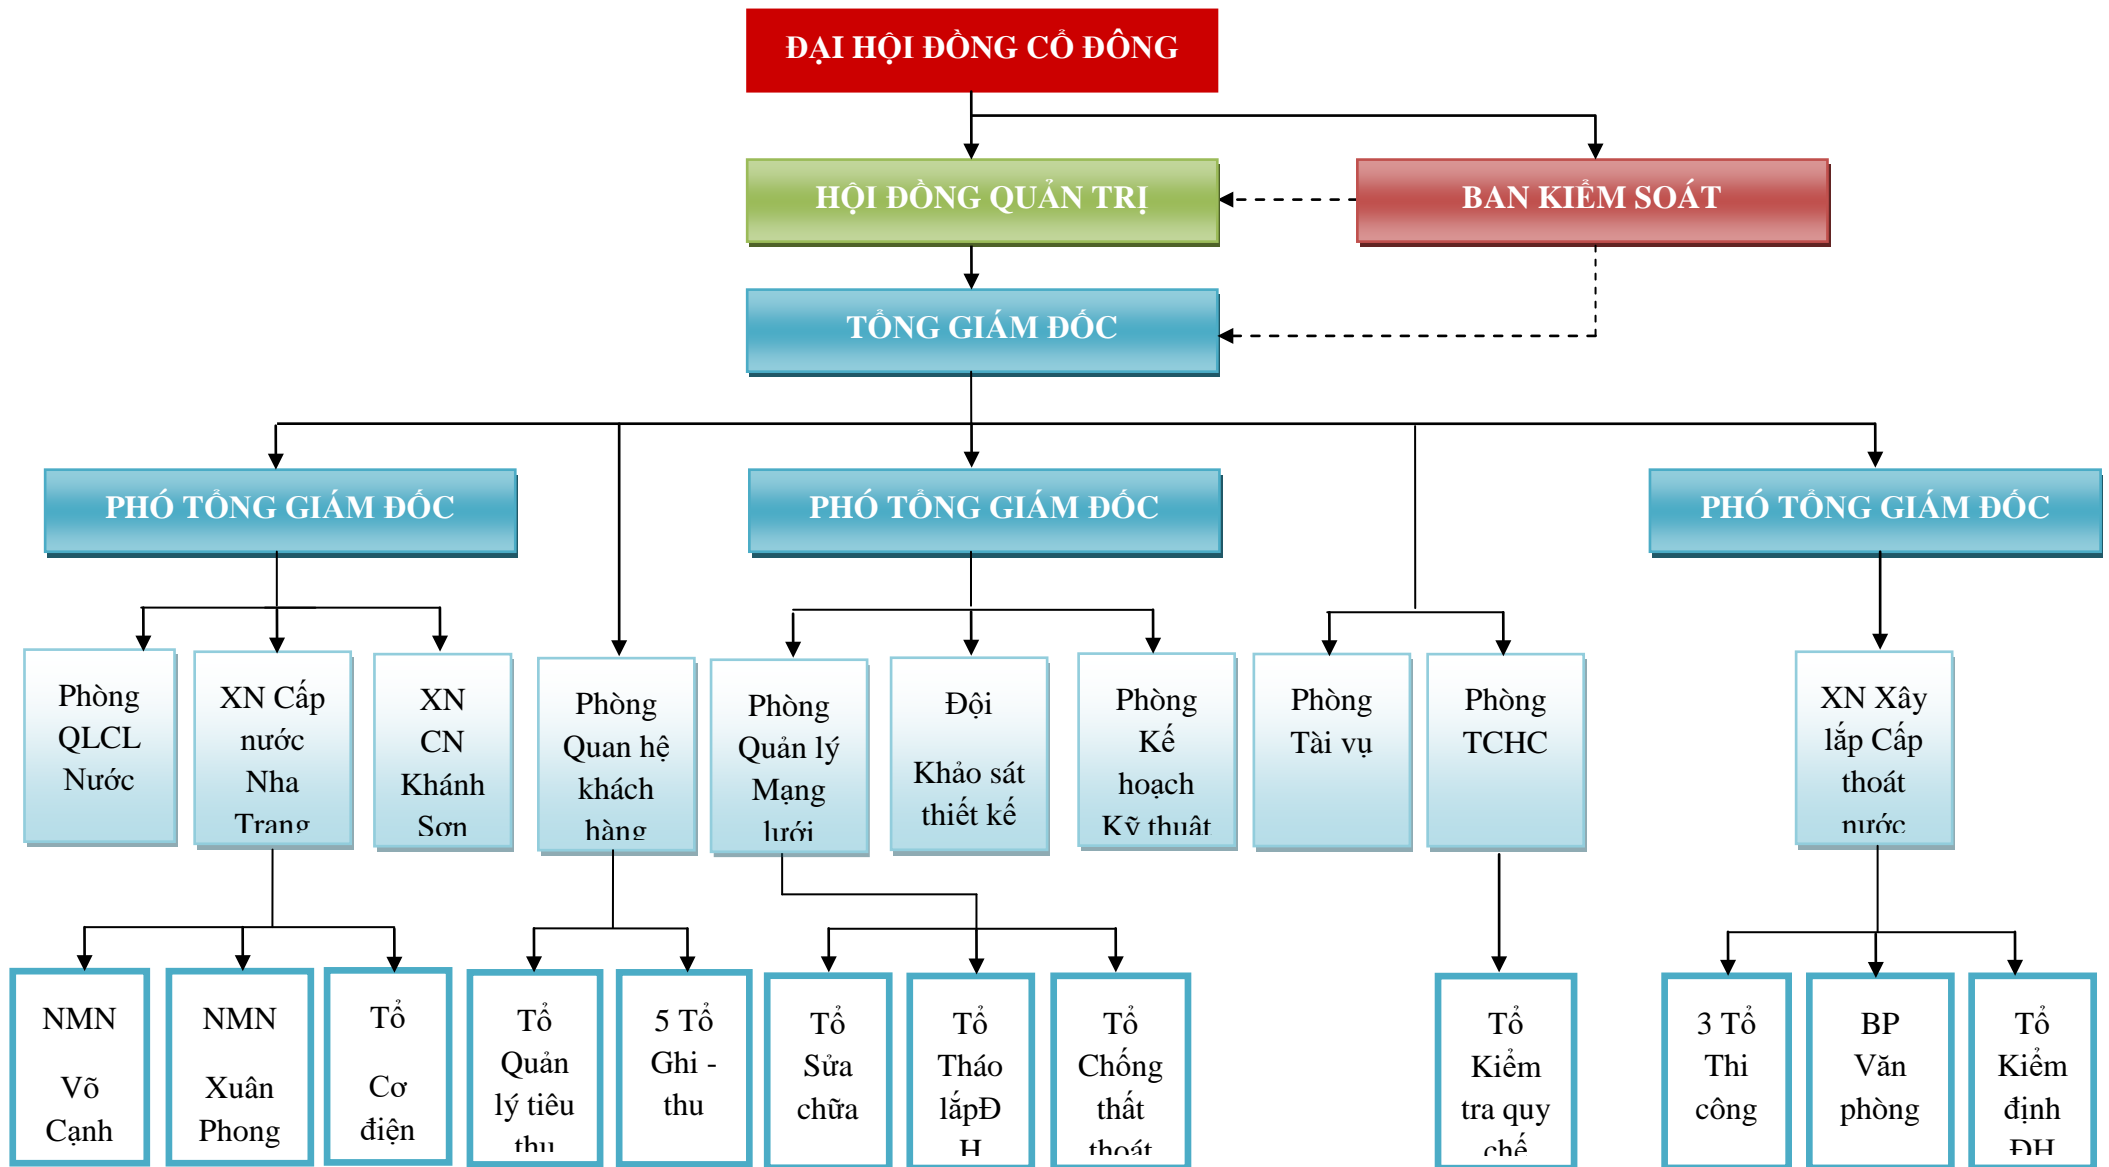 ĐẠI HỘI ĐỒNG CỔ ĐÔNG
HỘI ĐỒNG QUẢN TRỊ
BAN KIỂM SOÁT
TỔNG GIÁM ĐỐC
PHÓ TỔNG GIÁM ĐỐC
PHÓ TỔNG GIÁM ĐỐC
PHÓ TỔNG GIÁM ĐỐC
Phòng
QLCL
Nước
XN Cấp
nước
Nha
Trang
XN
CN
Khánh
Sơn
Phòng
Quan hệ
khách
hàng
Phòng
Quản lý
Mạng
lưới
Đội
Khảo sát
thiết kế
Phòng
Kế
hoạch
Kỹ thuật
Phòng
Tài vụ
Phòng
TCHC
XN Xây
lắp Cấp
thoát
nước
NMN
Võ
Cạnh
NMN
Xuân
Phong
Tổ
Cơ
điện
Tổ
Quản
lý tiêu
thu
5 Tổ
Ghi -
thu
Tổ
Sửa
chữa
Tổ
Tháo
lắpĐ
H
Tổ
Chống
thất
thoát
Tổ
Kiểm
tra quy
chế
3 Tổ
Thi
công
BP
Văn
phòng
Tổ
Kiểm
định
ĐH